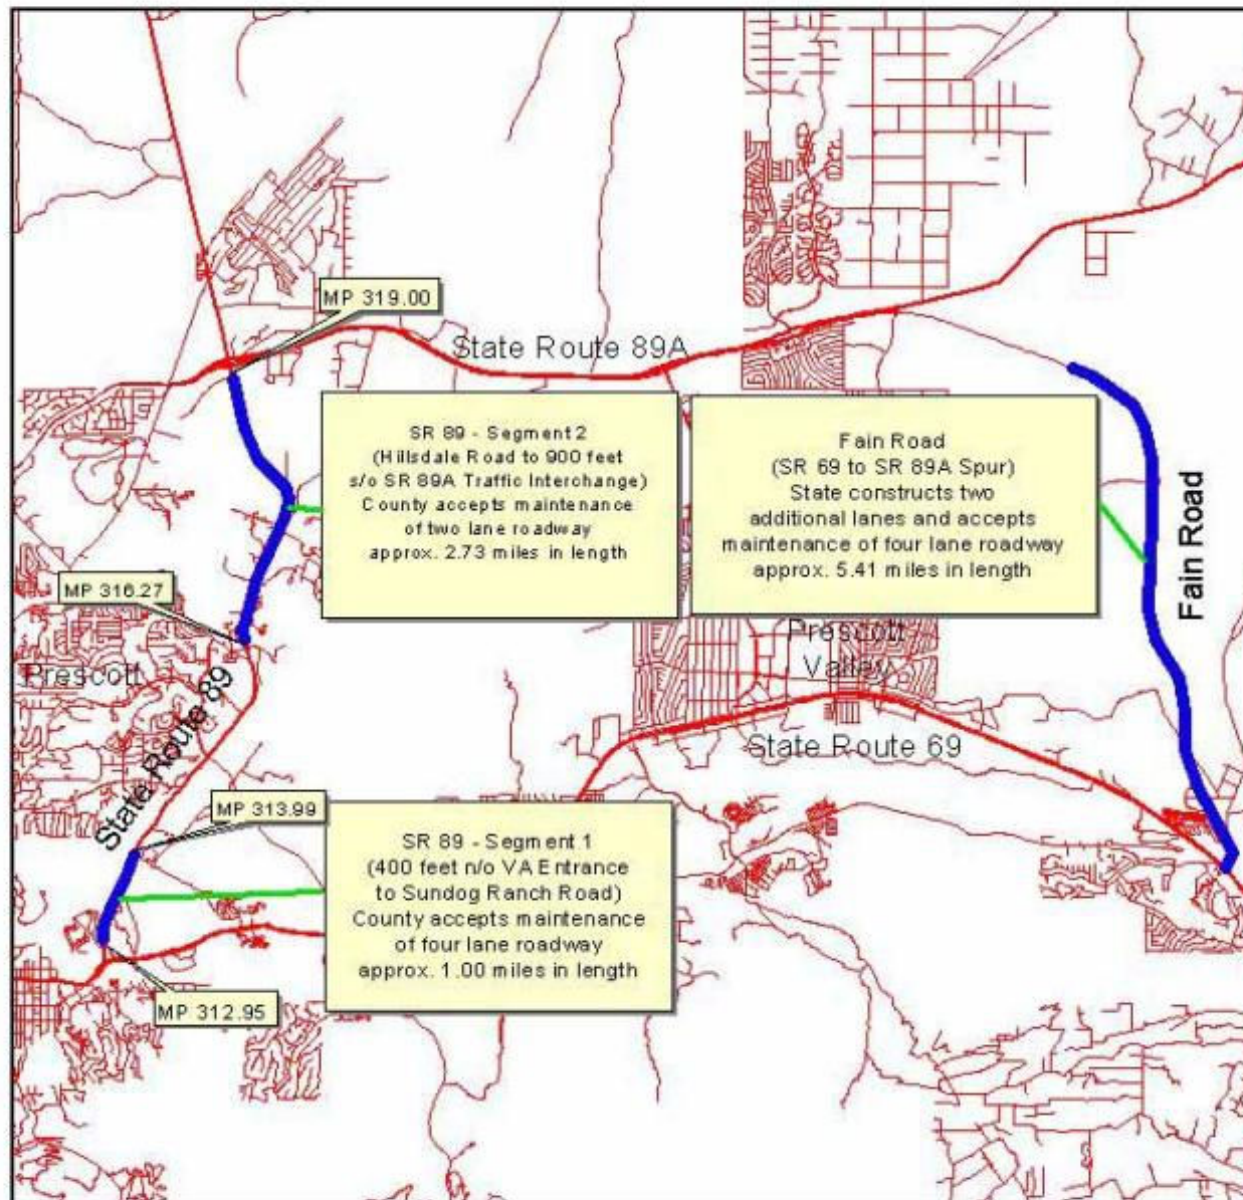 MP 319.00
State Route 89A
SR 89 - Segment 2
(Hillsdale Road to 900 feet
s/o SR 89A Traffic Interchange)
County accepts maintenance
of two lane roadway
approx. 2.73 miles in length
Fain Road
(SR 69 to SR 89A Spur)
State constructs two
additional lanes and accepts
maintenance of four lane roadway
approx. 5.41 miles in length
Fain Road
MP 316.27
Prescott
Prescott
Valley
State Route 89
State Route 69
MP 313.99
SR 89 - Segment 1
(400 feet n/o VA Entrance
to Sundog Ranch Road)
County accepts maintenance
of four lane roadway
approx. 1.00 miles in length
MP 312.95